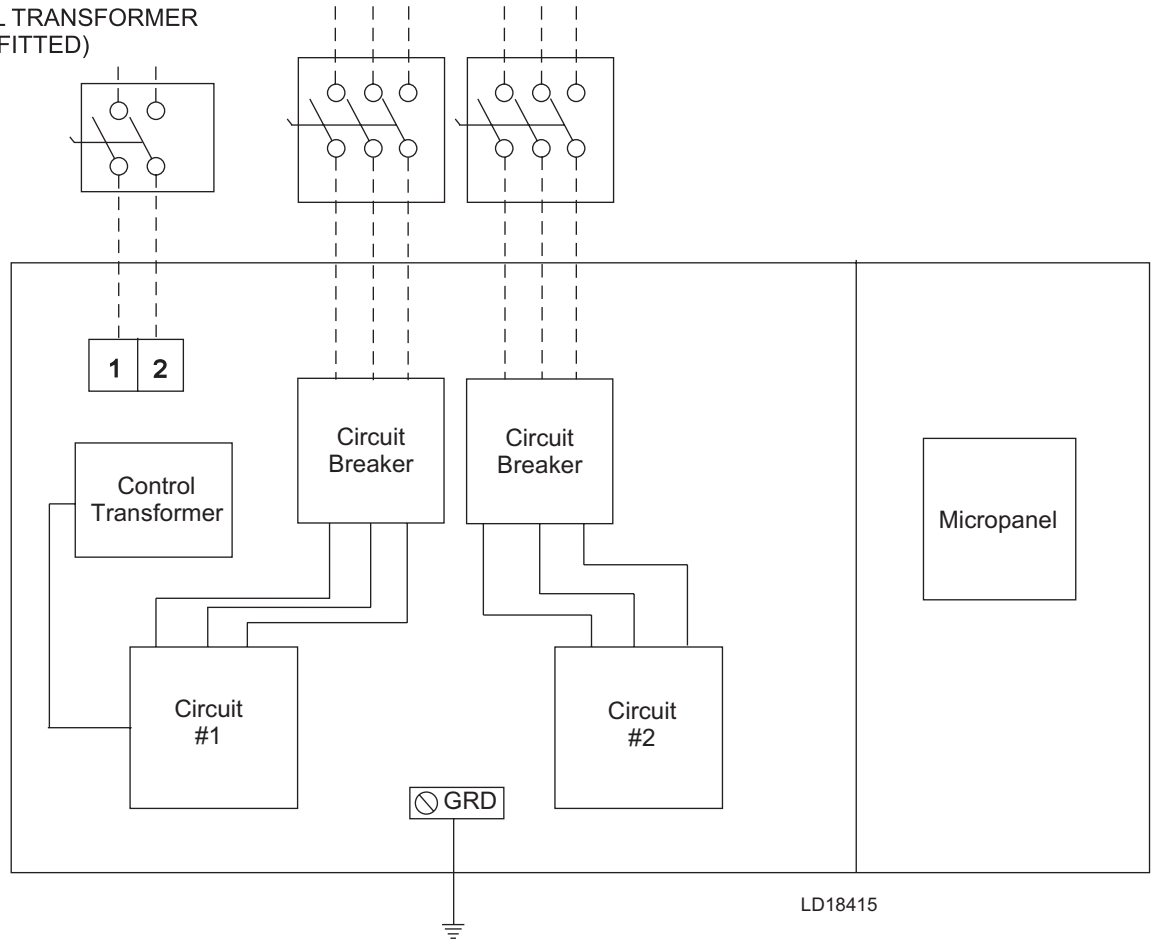 TRANSFORMER
FITTED)
1 2
Circuit
Breaker
Circuit
Breaker
Control
Transformer
Micropanel
Circuit
#1
Circuit
#2
GRD
LD18415